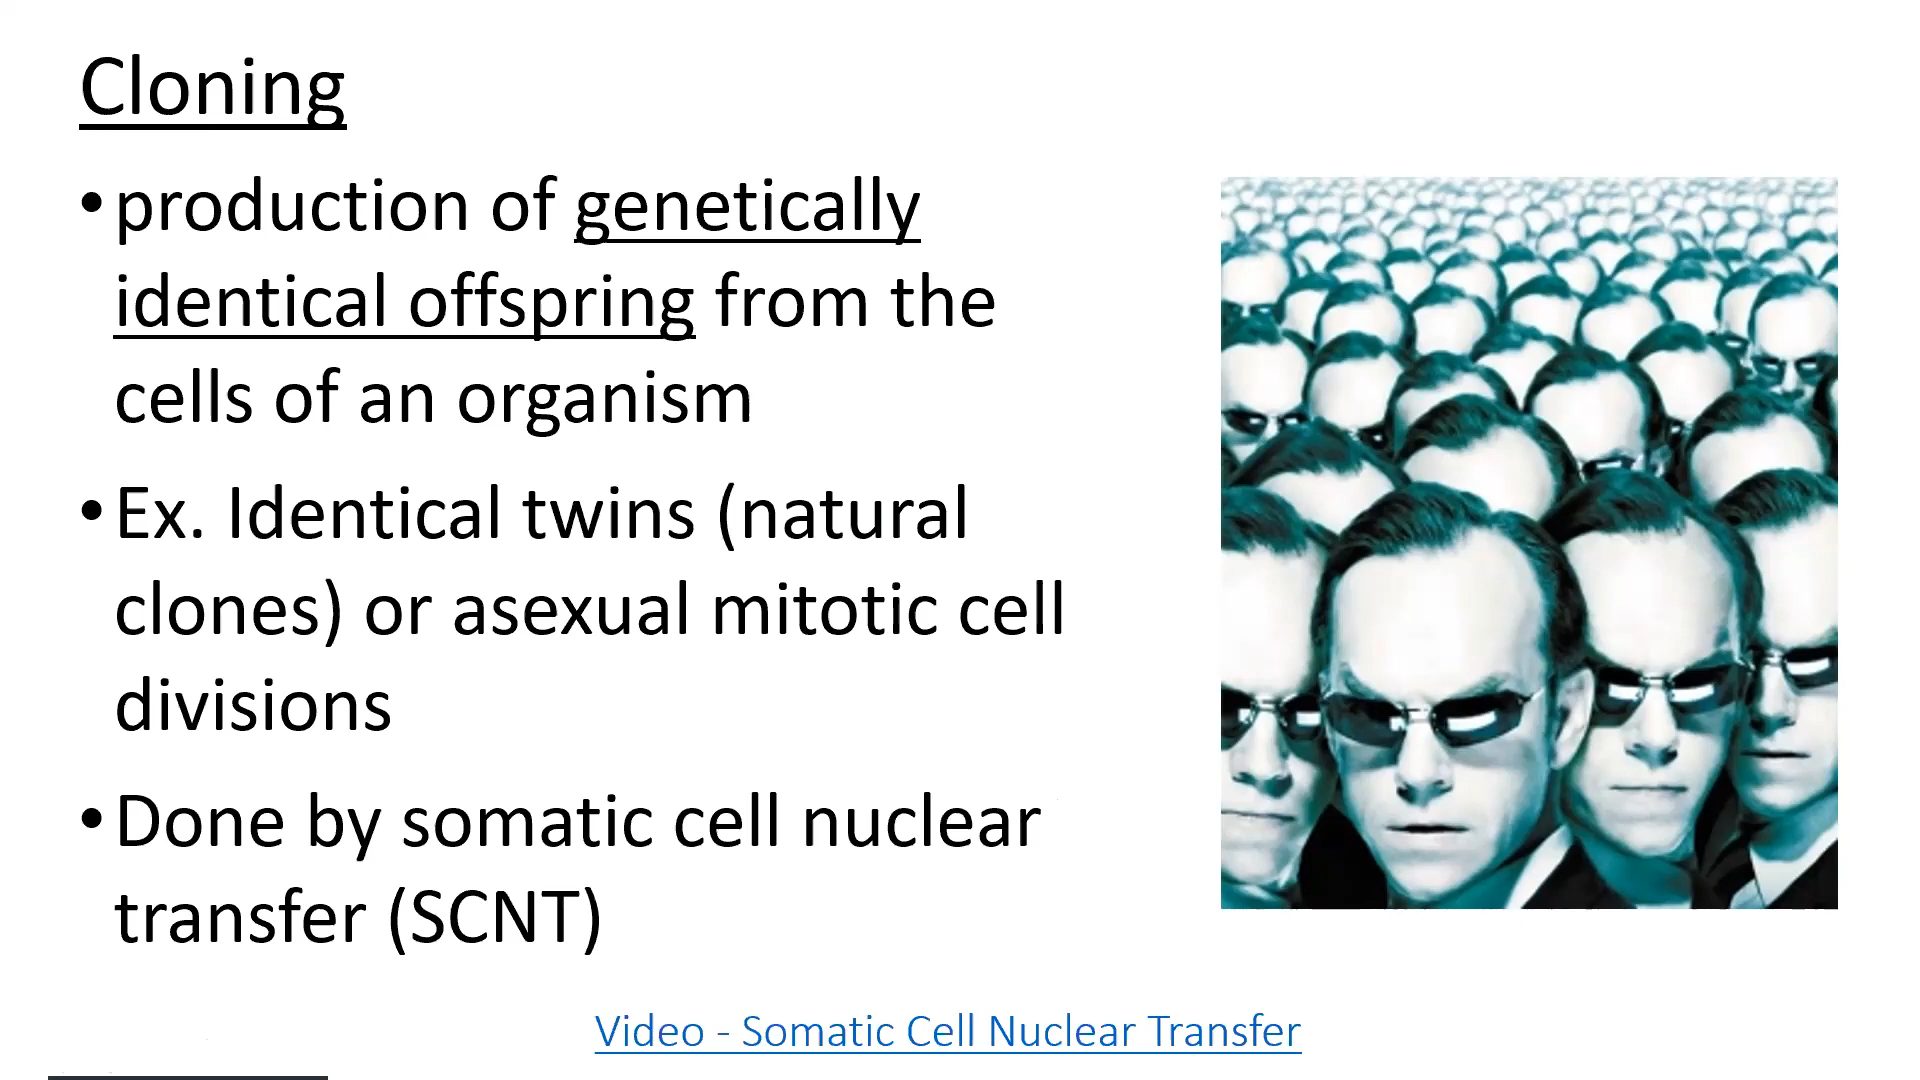 Cloning
•production of genetically
identical offspring from the
cells of an organism
•Ex. Identical twins (natural
clones) or asexual mitotic cell
divisions
•Done by somatic cell nuclear
transfer (SCNT)
Video - Somatic Cell Nuclear Transfer